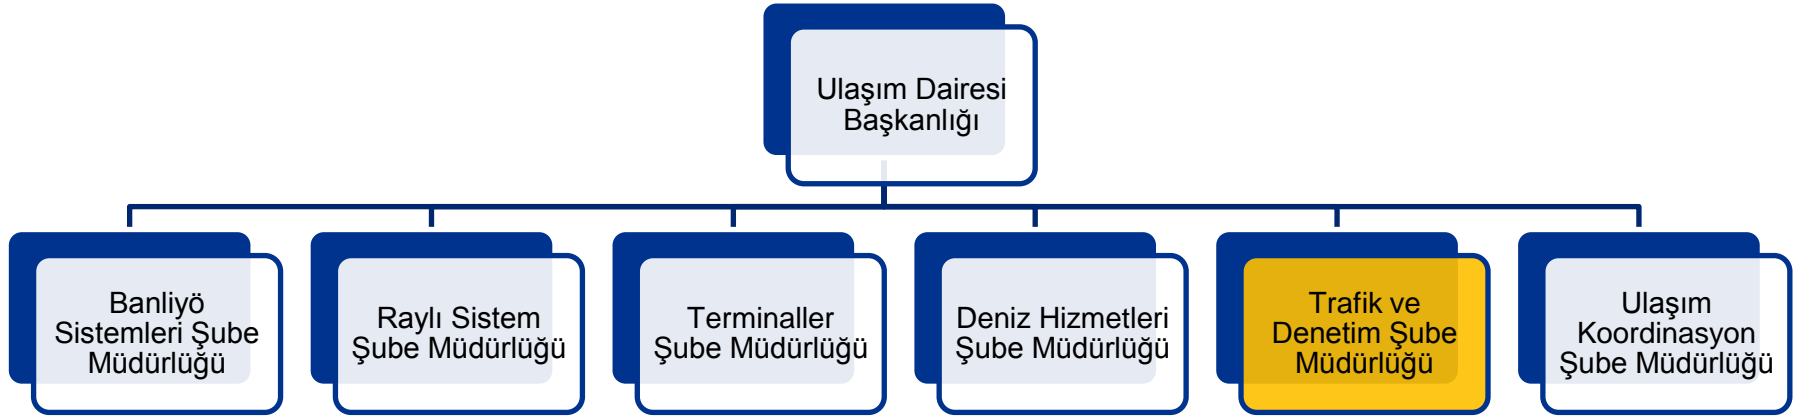 Ulaşım Dairesi
Başkanlığı
Banliyö
Sistemleri Şube
Müdürlüğü
Raylı Sistem
Şube Müdürlüğü
Terminaller
Şube Müdürlüğü
Deniz Hizmetleri
Şube Müdürlüğü
Trafik ve
Denetim Şube
Müdürlüğü
Ulaşım
Koordinasyon
Şube Müdürlüğü